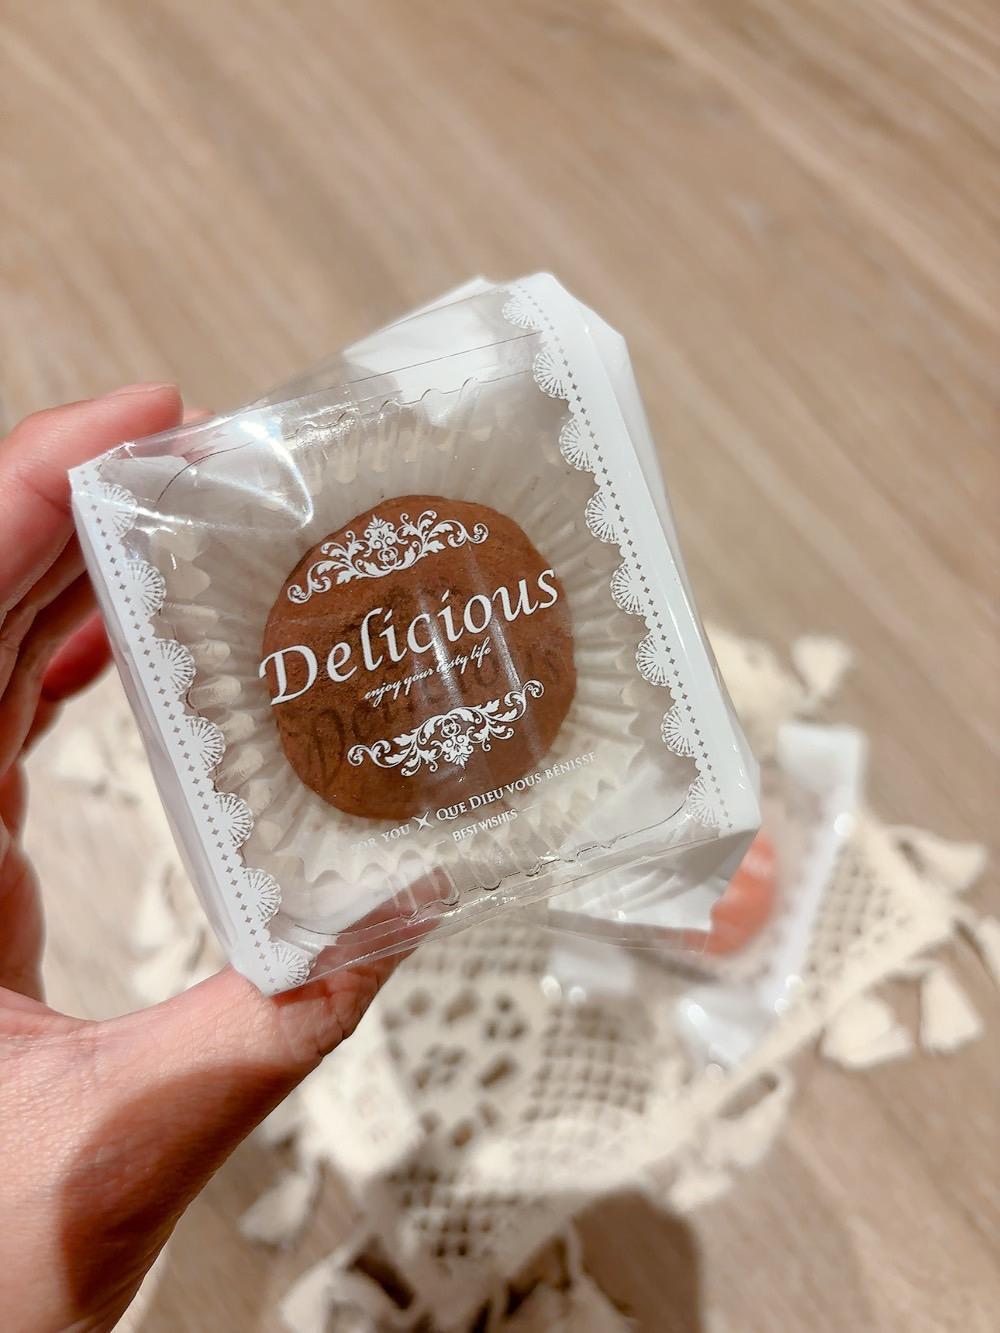 Delicious
enjoy your tasty life
FOR YOU QUE DIEU VOUS BÉNISSE
BEST WISHES